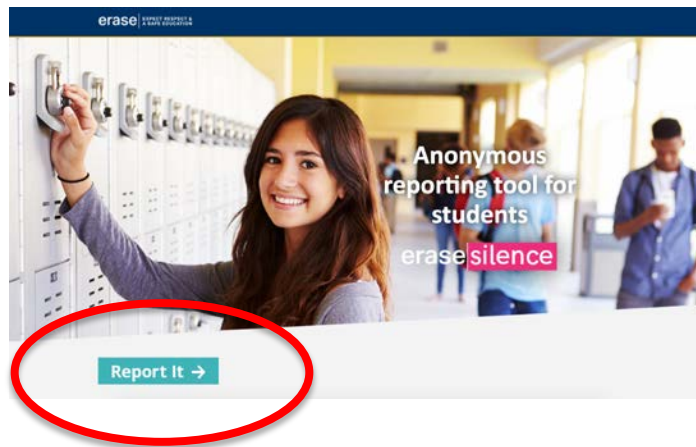 erase EXPECT RESPECT &
A SAFE EDUCATION
Anonymous
reporting tool for
students
erase silence
Report It →